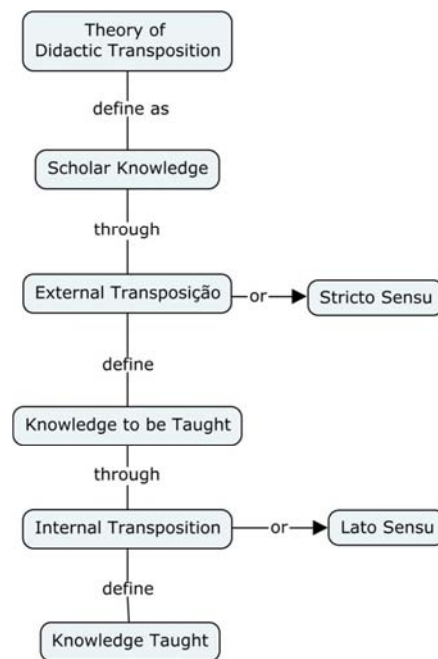 Theory of
Didactic Transposition
define as
Scholar Knowledge
through
External Transposição
or
Stricto Sensu
define
Knowledge to be Taught
through
Internal Transposition
or
Lato Sensu
define
Knowledge Taught